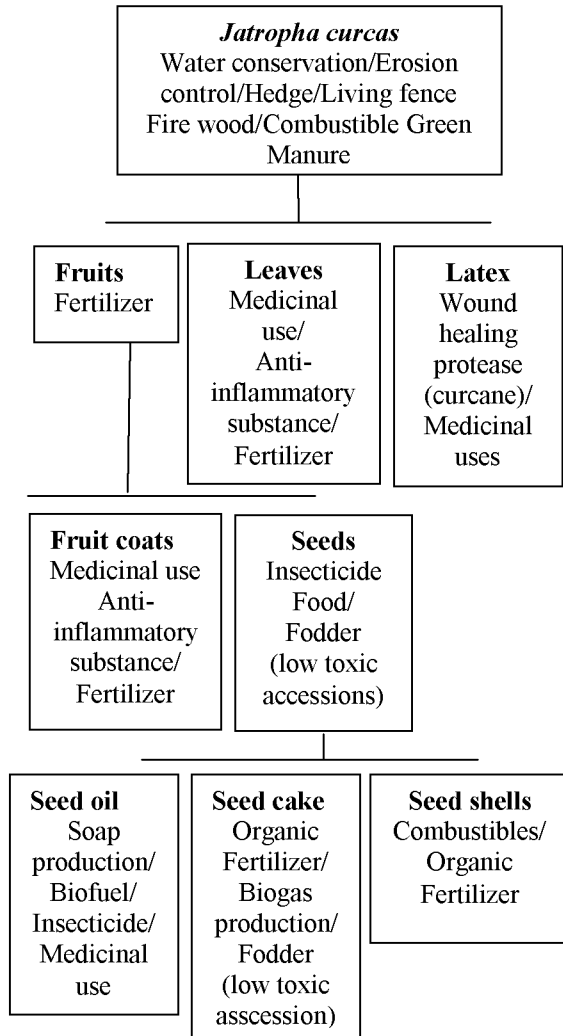 Jatropha curcas
Water conservation/Erosion
control/Hedge/Living fence
Fire wood/Combustible Green
Manure
Fruits
Fertilizer
Leaves
Medicinal
use/
Anti-
inflammatory
substance/
Fertilizer
Latex
Wound
healing
protease
(curcane)/
Medicinal
uses
Fruit coats
Medicinal use
Anti-
inflammatory
substance/
Fertilizer
Seeds
Insecticide
Food/
Fodder
(low toxic
accessions)
Seed oil
Soap
production/
Biofuel/
Insecticide/
Medicinal
use
Seed cake
Organic
Fertilizer/
Biogas
production/
Fodder
(low toxic
asscession)
Seed shells
Combustibles/
Organic
Fertilizer